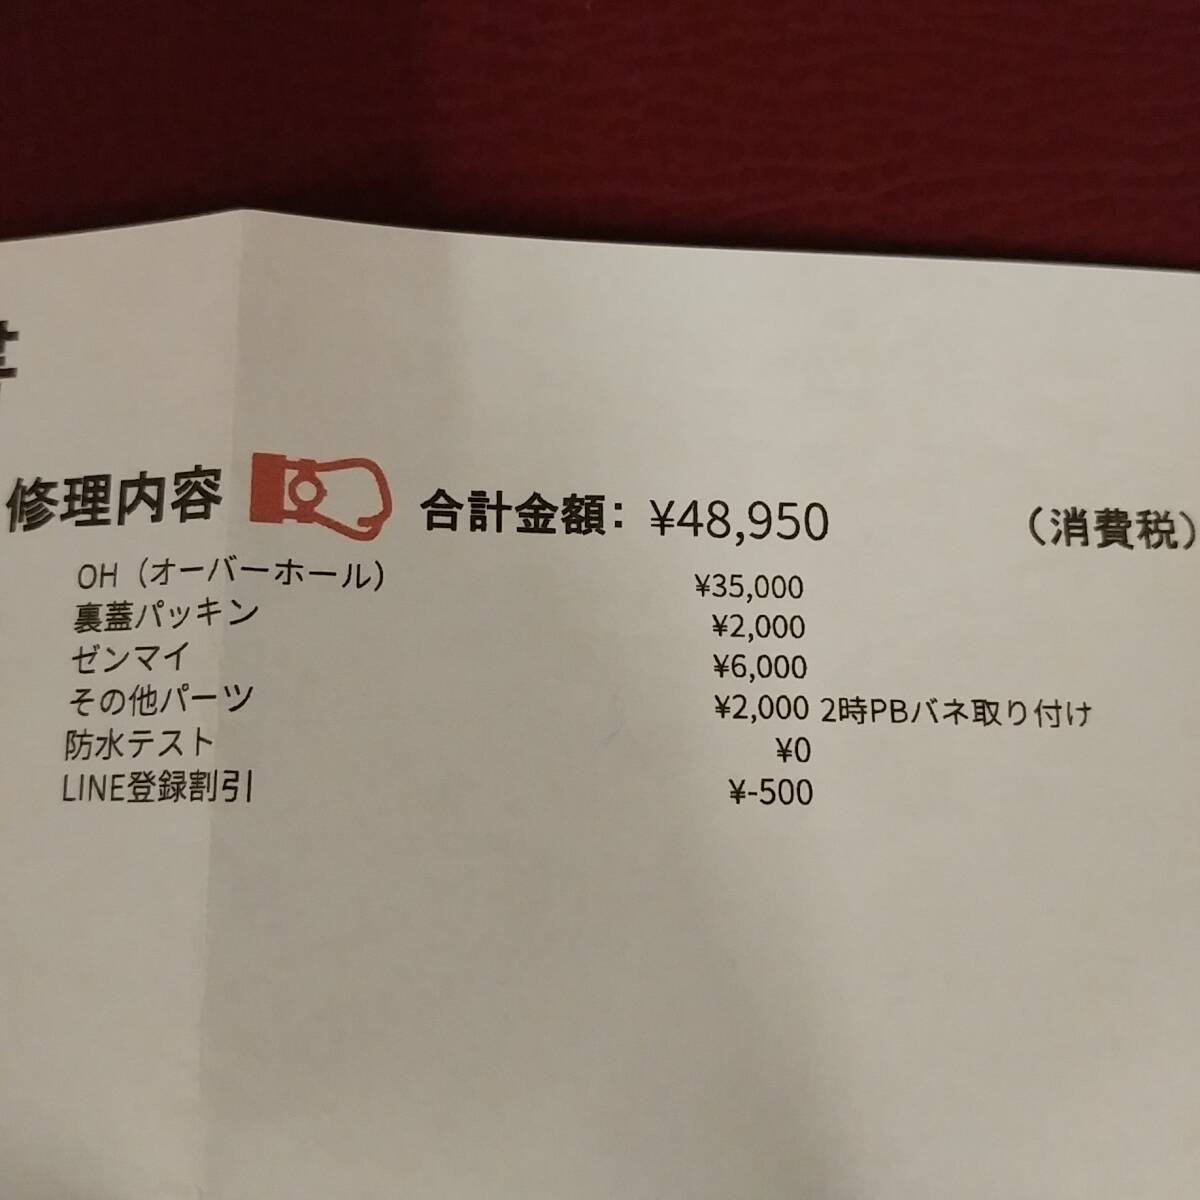 修理内容 合計金額: ¥48,950 （消費税）
OH（オーバーホール） ¥35,000
裏蓋パッキン ¥2,000
ゼンマイ ¥6,000
その他パーツ ¥2,000 2時PBバネ取り付け
防水テスト ¥0
LINE登録割引 ¥-500